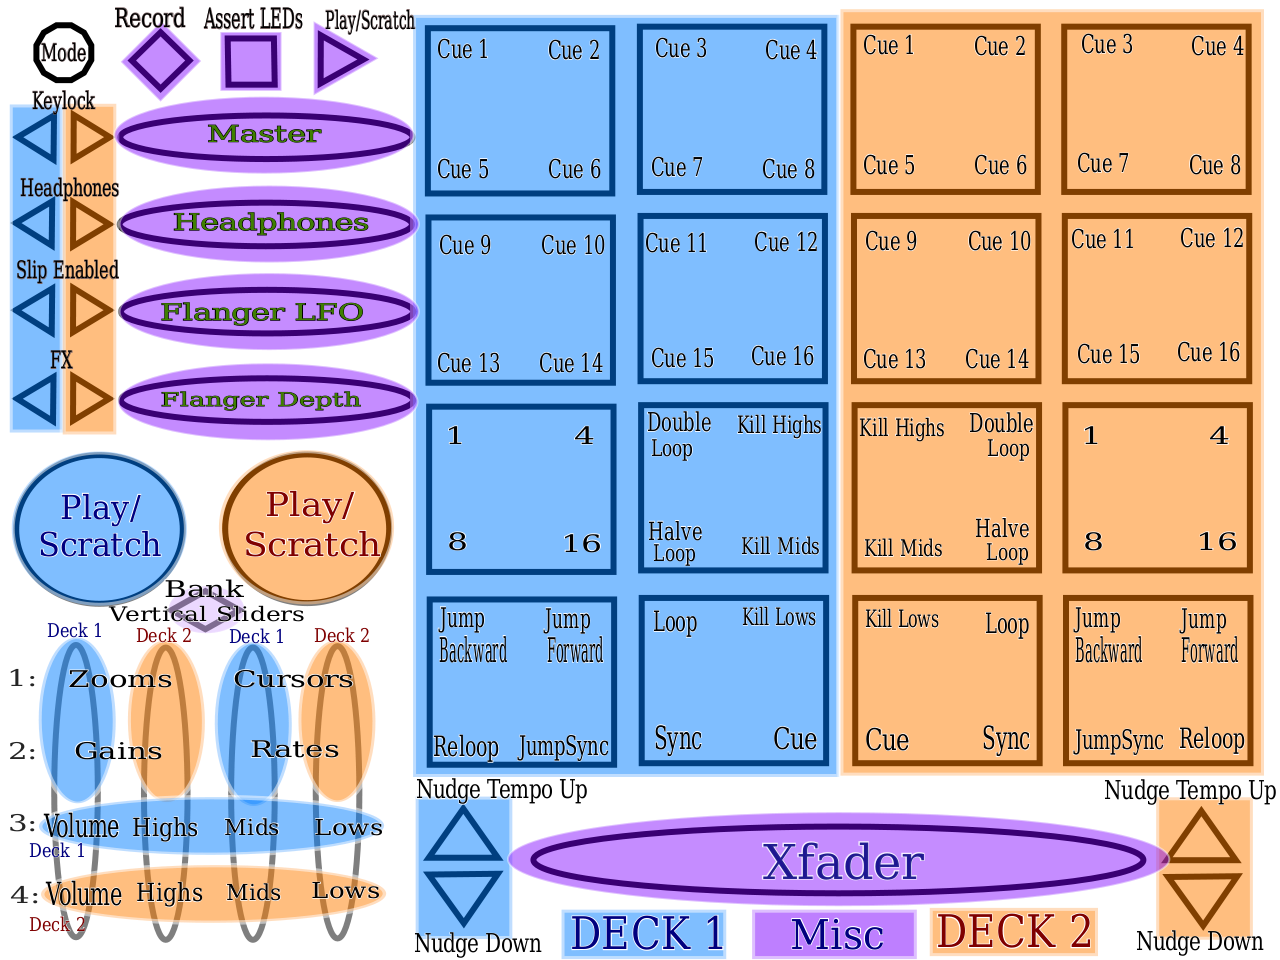 Record Assert LEDs Play/Scratch
Mode
Keylock
Master
Headphones
Headphones
Slip Enabled
Flanger LFO
FX
Flanger Depth
Play/
Scratch
Play/
Scratch
Bank
Vertical Sliders
Deck 1 Deck 2 Deck 1 Deck 2
1: Zooms Cursors
2: Gains Rates
3: Volume Highs Mids Lows
Deck 1
4: Volume Highs Mids Lows
Deck 2
Cue 1 Cue 2 Cue 3 Cue 4
Cue 5 Cue 6 Cue 7 Cue 8
Cue 9 Cue 10 Cue 11 Cue 12
Cue 13 Cue 14 Cue 15 Cue 16
1 4
8 16
Double
Loop
Kill Highs
Halve
Loop
Kill Mids
Jump
Backward
Jump
Forward
Reloop JumpSync
Loop Kill Lows
Sync Cue
Cue 1 Cue 2 Cue 3 Cue 4
Cue 5 Cue 6 Cue 7 Cue 8
Cue 9 Cue 10 Cue 11 Cue 12
Cue 13 Cue 14 Cue 15 Cue 16
Kill Highs
Double
Loop
Kill Mids
Halve
Loop
1 4
8 16
Kill Lows Loop
Cue Sync
Jump
Backward
Jump
Forward
JumpSync Reloop
Nudge Tempo Up
Nudge Down
Xfader
Nudge Tempo Up
Nudge Down
DECK 1 Misc DECK 2